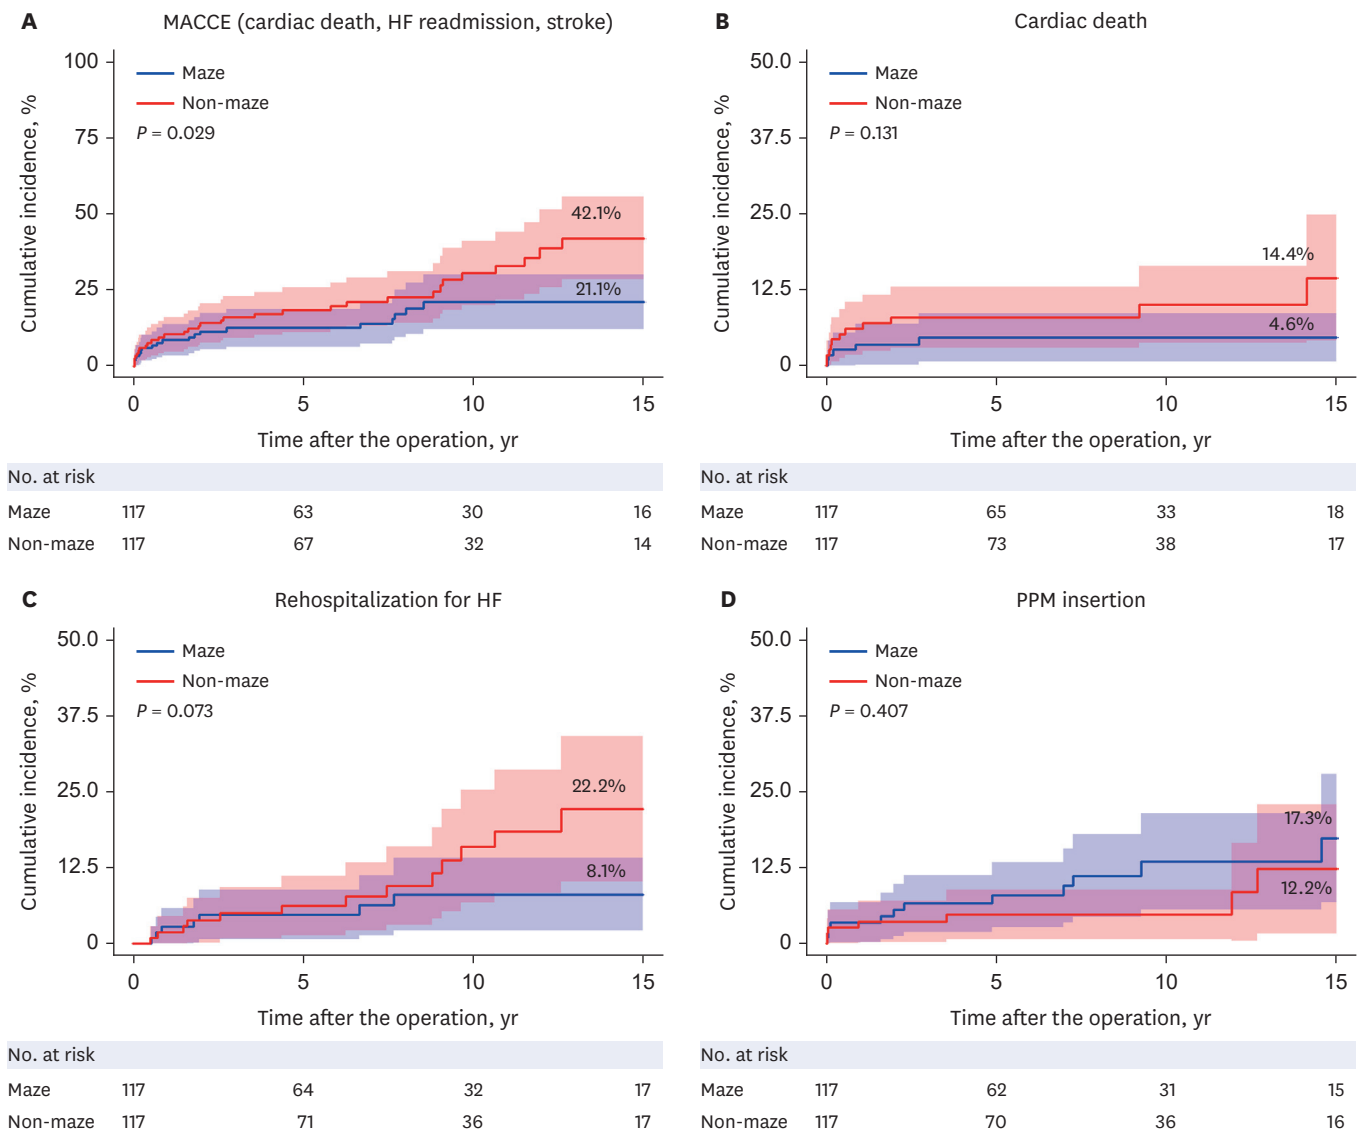 A MACCE (cardiac death, HF readmission, stroke)
Cumulative incidence, %
100
75
50
25
0
Maze
Non-maze
P = 0.029
42.1%
21.1%
0 5 10 15
Time after the operation, yr
No. at risk
Maze 117 63 30 16
Non-maze 117 67 32 14
B Cardiac death
Cumulative incidence, %
50.0
37.5
25.0
12.5
0
Maze
Non-maze
P = 0.131
14.4%
4.6%
0 5 10 15
Time after the operation, yr
No. at risk
Maze 117 65 33 18
Non-maze 117 73 38 17
C Rehospitalization for HF
Cumulative incidence, %
50.0
37.5
25.0
12.5
0
Maze
Non-maze
P = 0.073
22.2%
8.1%
0 5 10 15
Time after the operation, yr
No. at risk
Maze 117 64 32 17
Non-maze 117 71 36 17
D PPM insertion
Cumulative incidence, %
50.0
37.5
25.0
12.5
0
Maze
Non-maze
P = 0.407
17.3%
12.2%
0 5 10 15
Time after the operation, yr
No. at risk
Maze 117 62 31 15
Non-maze 117 70 36 16